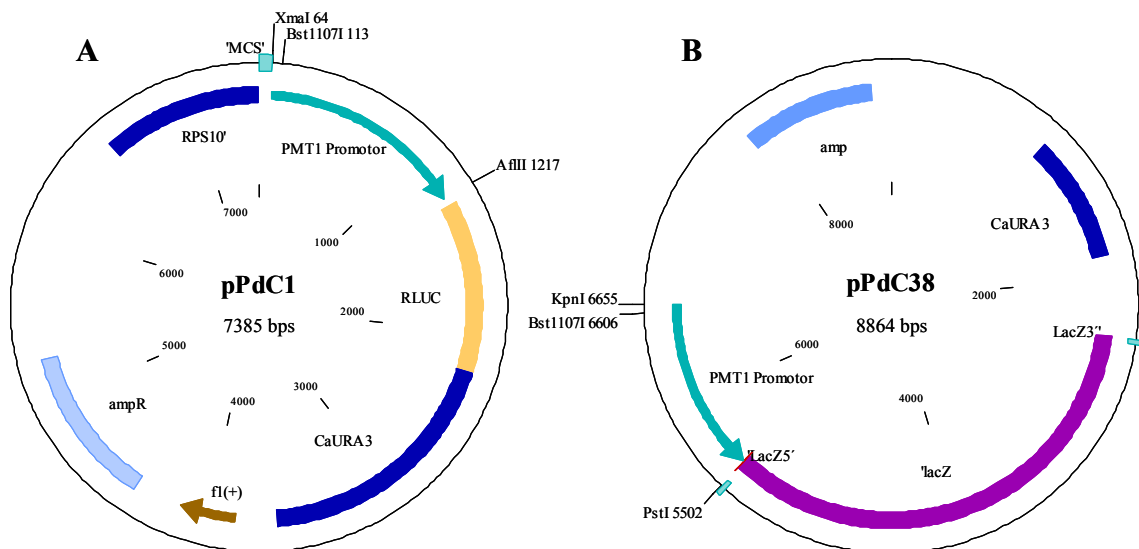 A
'MCS'
XmaI 64
Bst1107I 113
RPS10'
PMT1 Promotor
AflII 1217
7000
1000
6000
pPdC1
7385 bps
RLUC
2000
5000
3000
4000
ampR
CaURA3
f1(+)
B
amp
8000
CaURA3
pPdC38
8864 bps
2000
KpnI 6655
Bst1107I 6606
LacZ3''
6000
PMT1 Promotor
4000
'LacZ5´
'lacZ
PstI 5502